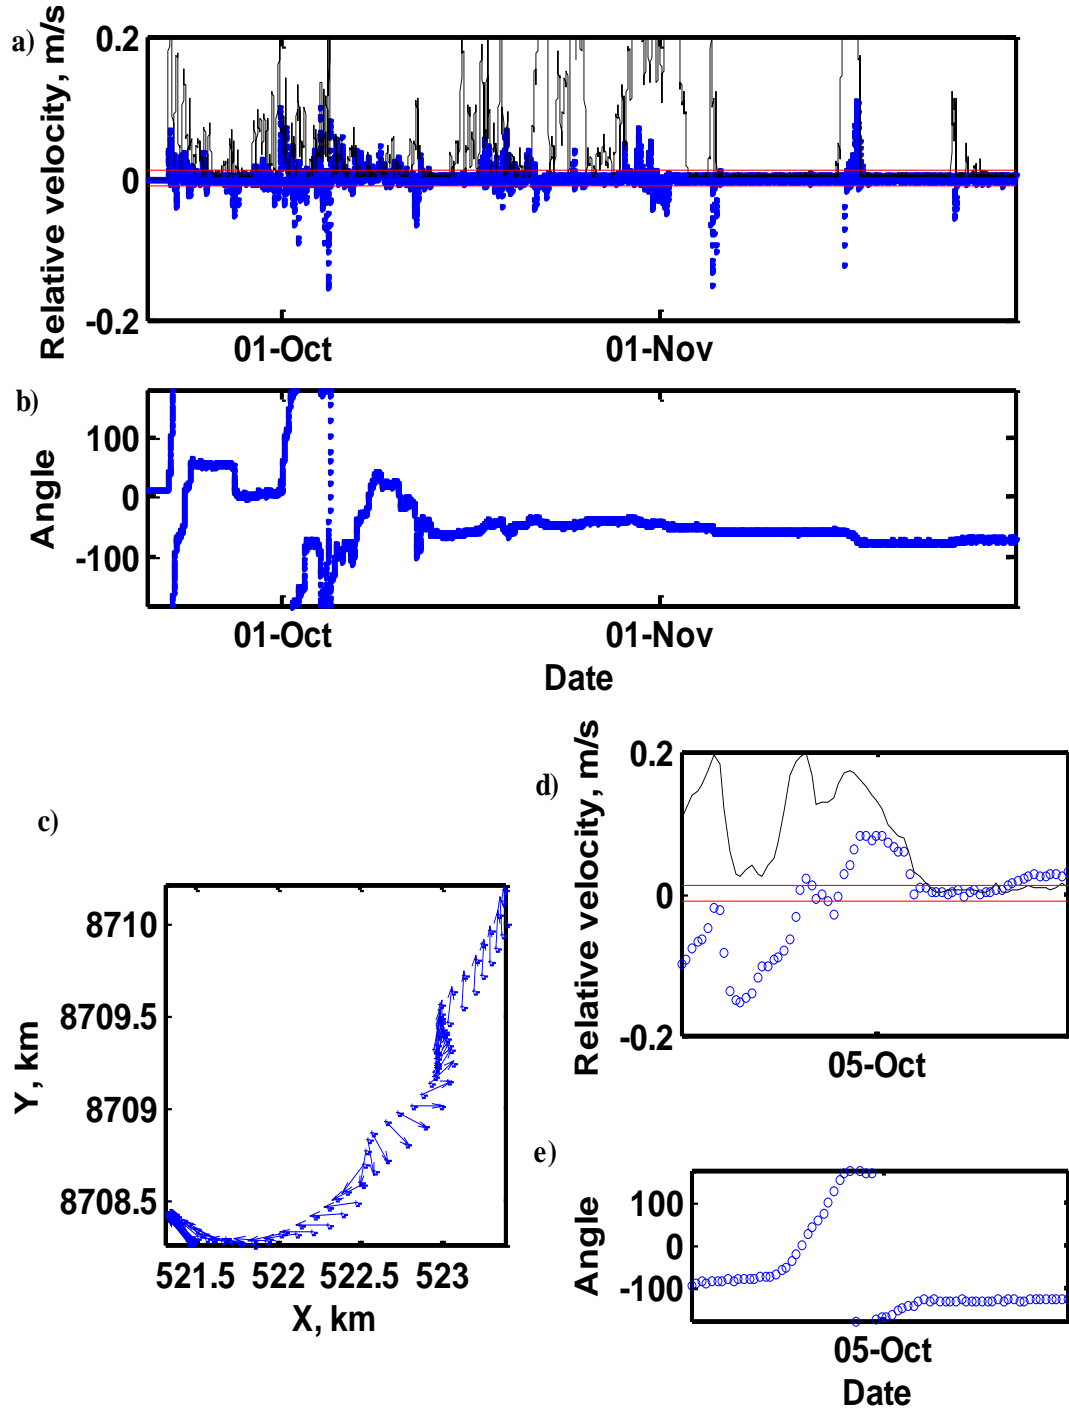 a)
Relative velocity, m/s
0.2
0
-0.2
01-Oct
01-Nov
b)
Angle
100
0
-100
01-Oct
01-Nov
Date
c)
Y, km
8710
8709.5
8709
8708.5
521.5
522
522.5
523
X, km
d)
Relative velocity, m/s
0.2
0
-0.2
05-Oct
e)
Angle
100
0
-100
05-Oct
Date